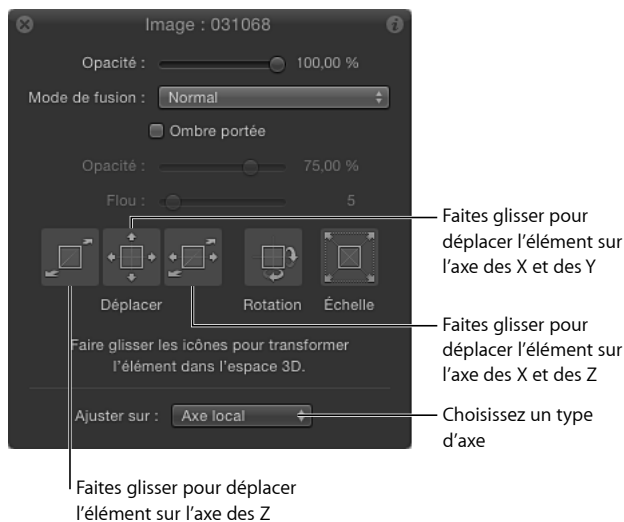 Image : 031068
Opacité : 100,00 %
Mode de fusion : Normal
Ombre portée
Opacité : 75,00 %
Flou : 5
Déplacer Rotation Échelle
Faire glisser les icônes pour transformer
l'élément dans l'espace 3D.
Ajuster sur : Axe local
Faites glisser pour
déplacer l’élément sur
l’axe des X et des Y
Faites glisser pour
déplacer l’élément sur
l’axe des X et des Z
Choisissez un type
d’axe
Faites glisser pour déplacer
l’élément sur l’axe des Z